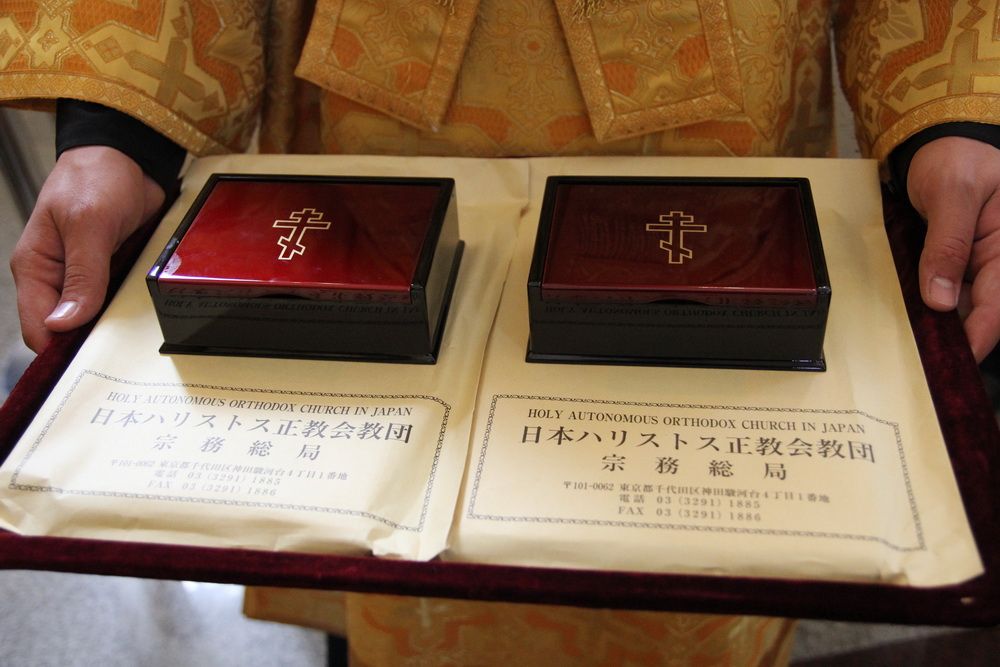 HOLY AUTONOMOUS ORTHODOX CHURCH IN JAPAN
日本ハリストス正教会教団
宗務総局
〒101-0062 東京都千代田区神田駿河台4丁目1番地
電話 03 (3291) 1885
FAX 03 (3291) 1886
HOLY AUTONOMOUS ORTHODOX CHURCH IN JAPAN
日本ハリストス正教会教団
宗務総局
〒101-0062 東京都千代田区神田駿河台4丁目1番地
電話 03 (3291) 1885
FAX 03 (3291) 1886